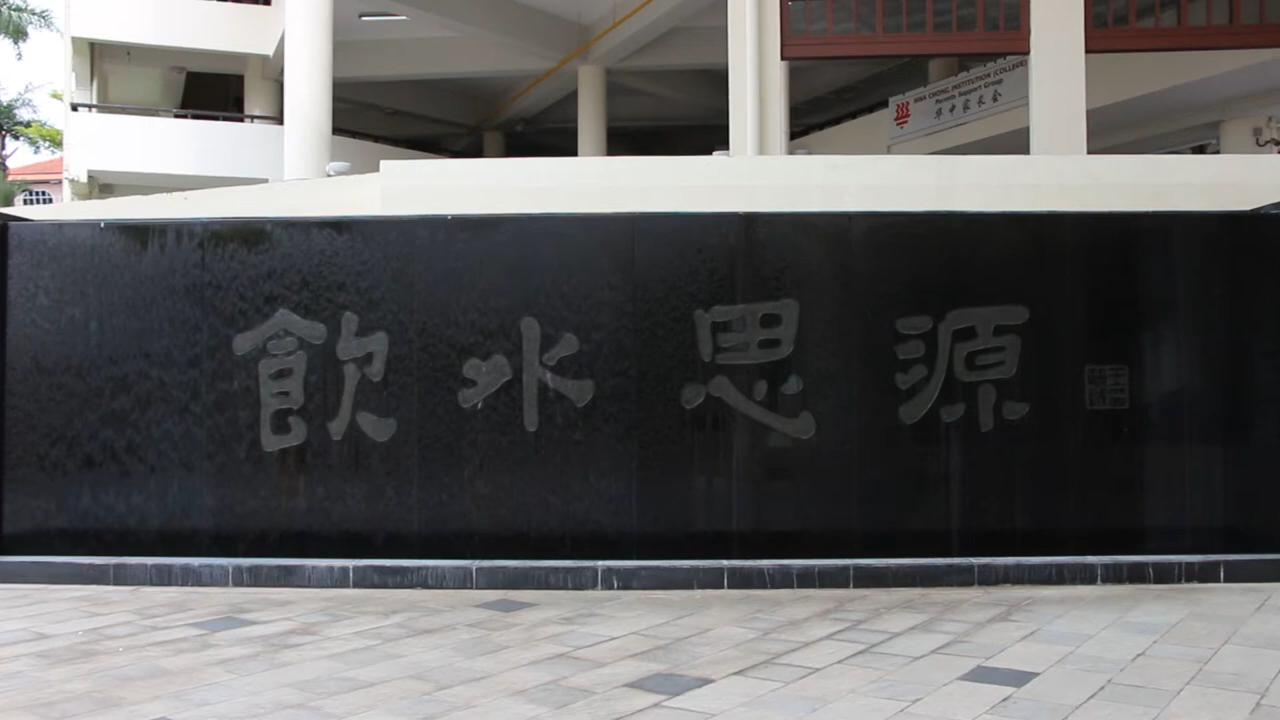 HWA CHONG INSTITUTION (COLLEGE)
Parents Support Group
华中家长会
飲水思源